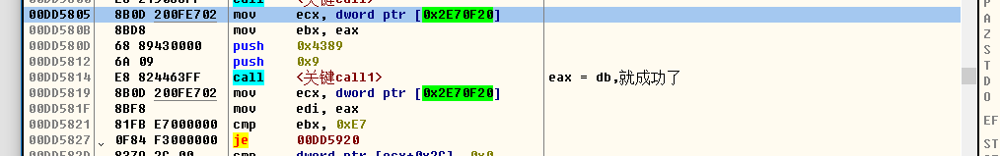 call <关键call>
00DD5805 8B0D 200FE702 mov ecx, dword ptr [0x2E70F20]
00DD580B 8BD8 mov ebx, eax
00DD580D 68 89430000 push 0x4389
00DD5812 6A 09 push 0x9
00DD5814 E8 824463FF call <关键call1> eax = db,就成功了
00DD5819 8B0D 200FE702 mov ecx, dword ptr [0x2E70F20]
00DD581F 8BF8 mov edi, eax
00DD5821 81FB E7000000 cmp ebx, 0xE7
00DD5827 0F84 F3000000 je 00DD5920
P
A
Z
S
T
D
O
EF
ST